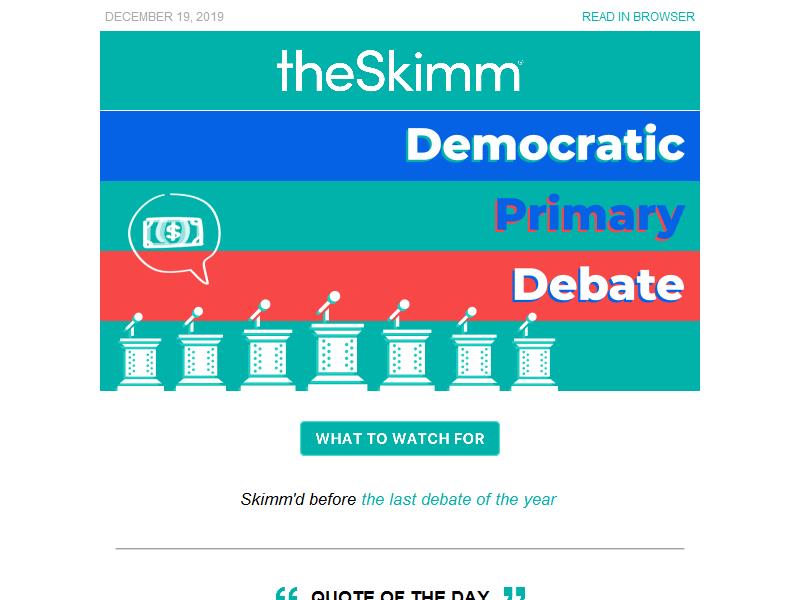 DECEMBER 19, 2019
READ IN BROWSER
theSkimm®
Democratic
Primary
$
Debate
WHAT TO WATCH FOR
Skimm'd before the last debate of the year
“ QUOTE OF THE DAY ”